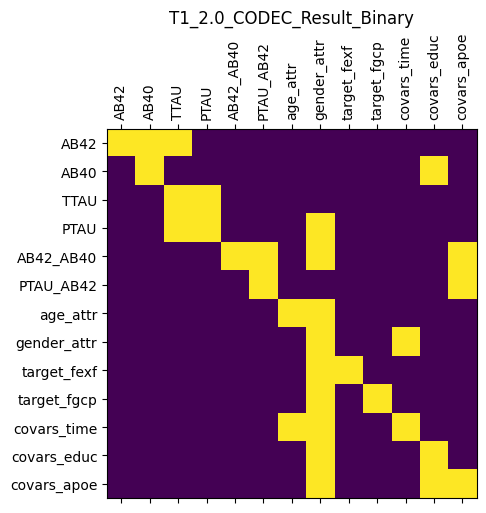 T1_2.0_CODEC_Result_Binary
AB42
AB40
TTAU
PTAU
AB42_AB40
PTAU_AB42
age_attr
gender_attr
target_fexf
target_fgcp
covars_time
covars_educ
covars_apoe
AB42
AB40
TTAU
PTAU
AB42_AB40
PTAU_AB42
age_attr
gender_attr
target_fexf
target_fgcp
covars_time
covars_educ
covars_apoe